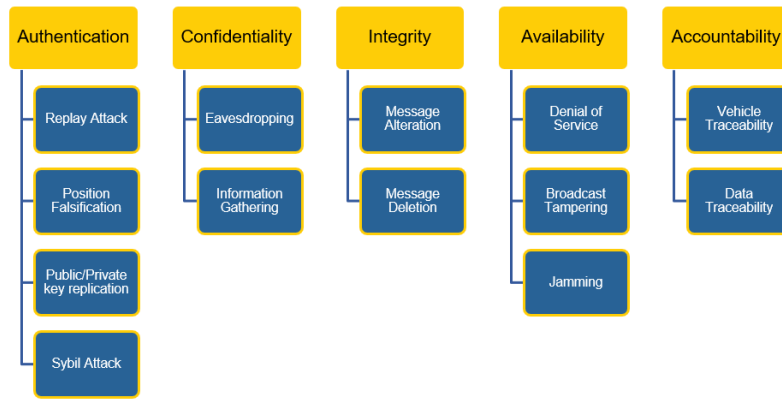 Authentication
Replay Attack
Position
Falsification
Public/Private
key replication
Sybil Attack
Confidentiality
Eavesdropping
Information
Gathering
Integrity
Message
Alteration
Message
Deletion
Availability
Denial of
Service
Broadcast
Tampering
Jamming
Accountability
Vehicle
Traceability
Data
Traceability